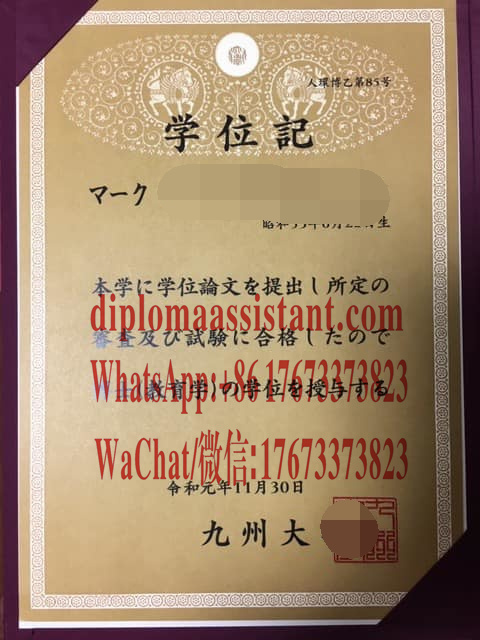 人環博乙第85号
学位記
マーク
昭和 生
本学に学位論文を提出し所定の
diplomaassistant.com
審査及び試験に合格したので
WhatsApp:+86 17673373823
教育学)の学位を授与する
WaChat/微信:17673373823
令和元年11月30日
九州大